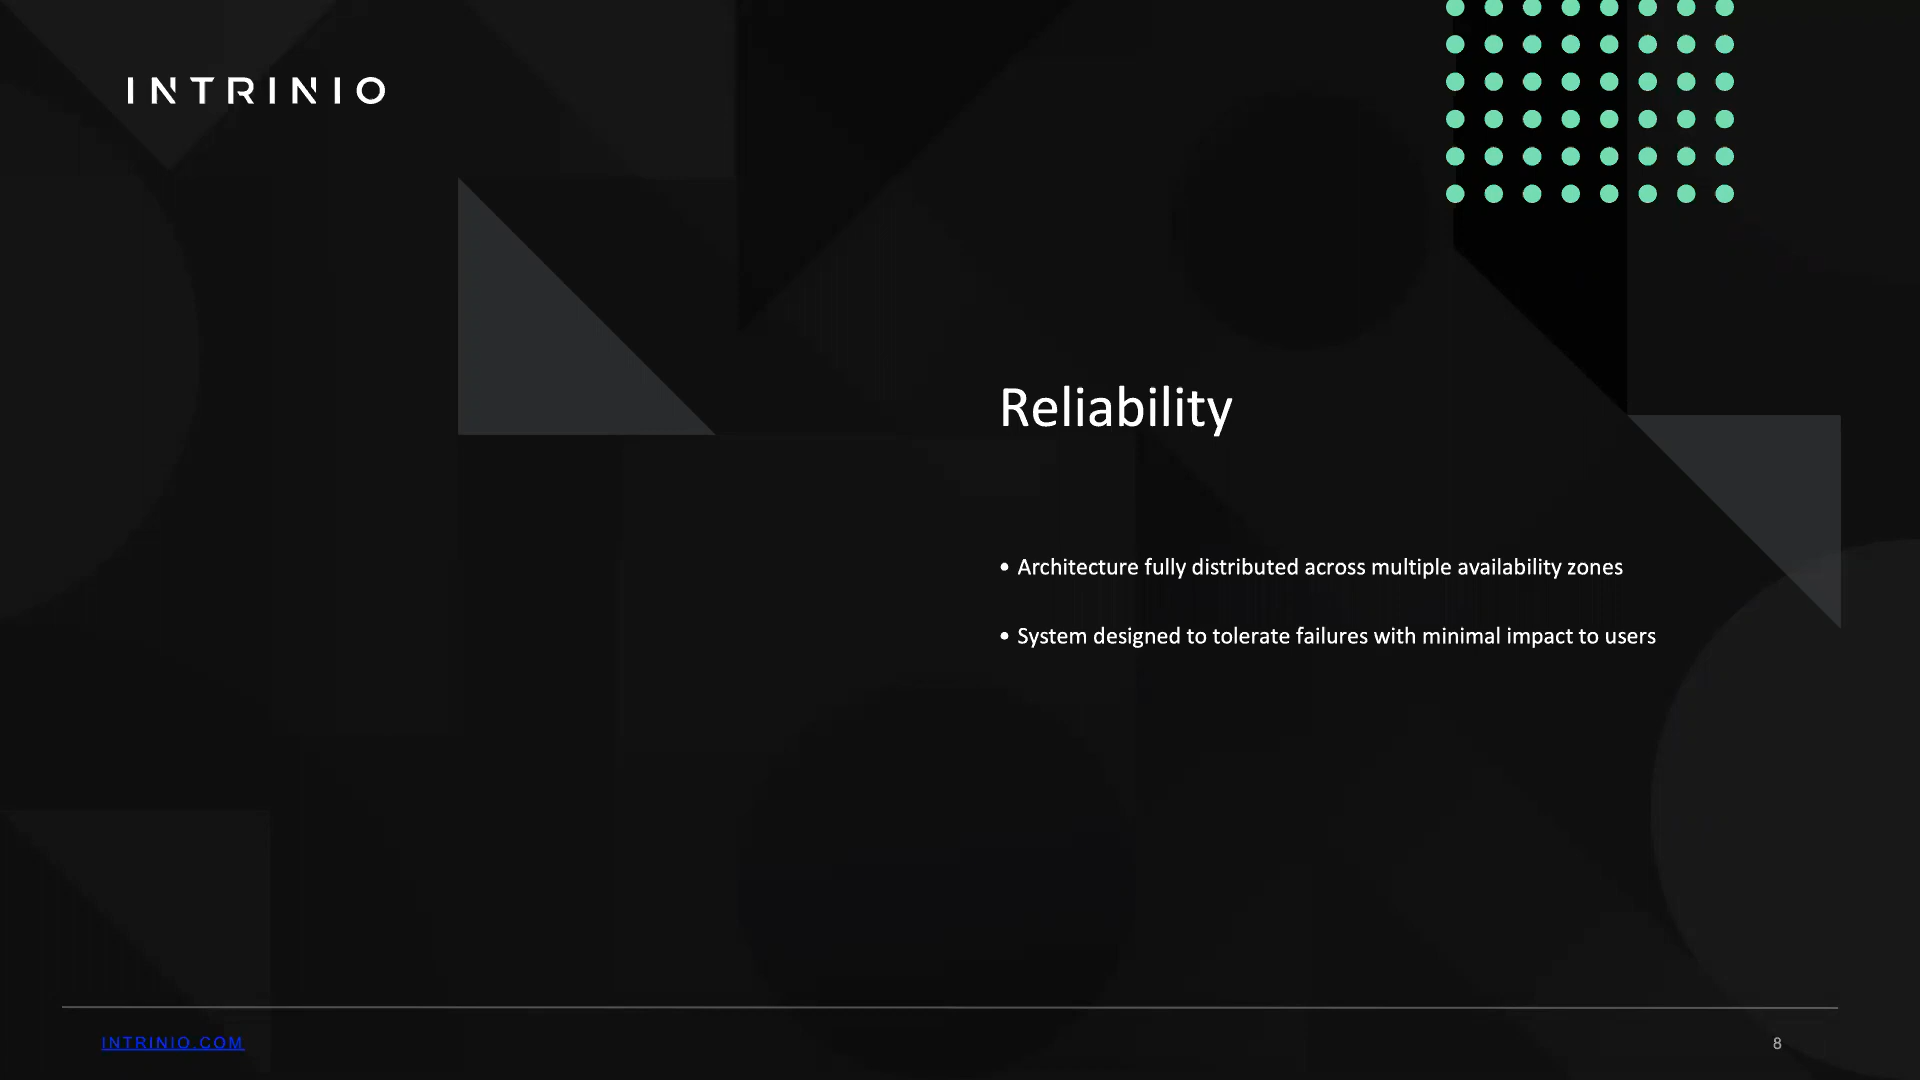 INTRINIO
Reliability
• Architecture fully distributed across multiple availability zones
• System designed to tolerate failures with minimal impact to users
INTRINIO.COM
8